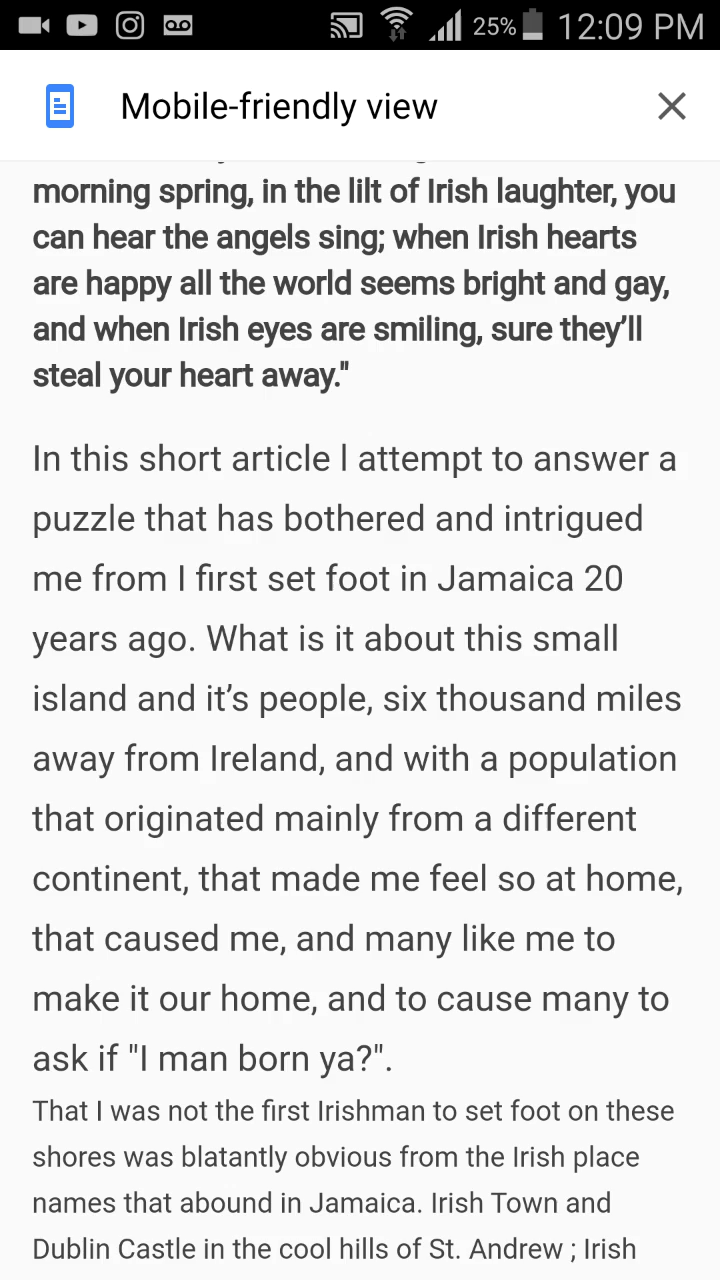 25% 12:09 PM
Mobile-friendly view
morning spring, in the lilt of Irish laughter, you
can hear the angels sing; when Irish hearts
are happy all the world seems bright and gay,
and when Irish eyes are smiling, sure they’ll
steal your heart away."
In this short article I attempt to answer a
puzzle that has bothered and intrigued
me from I first set foot in Jamaica 20
years ago. What is it about this small
island and it’s people, six thousand miles
away from Ireland, and with a population
that originated mainly from a different
continent, that made me feel so at home,
that caused me, and many like me to
make it our home, and to cause many to
ask if "I man born ya?".
That I was not the first Irishman to set foot on these
shores was blatantly obvious from the Irish place
names that abound in Jamaica. Irish Town and
Dublin Castle in the cool hills of St. Andrew ; Irish